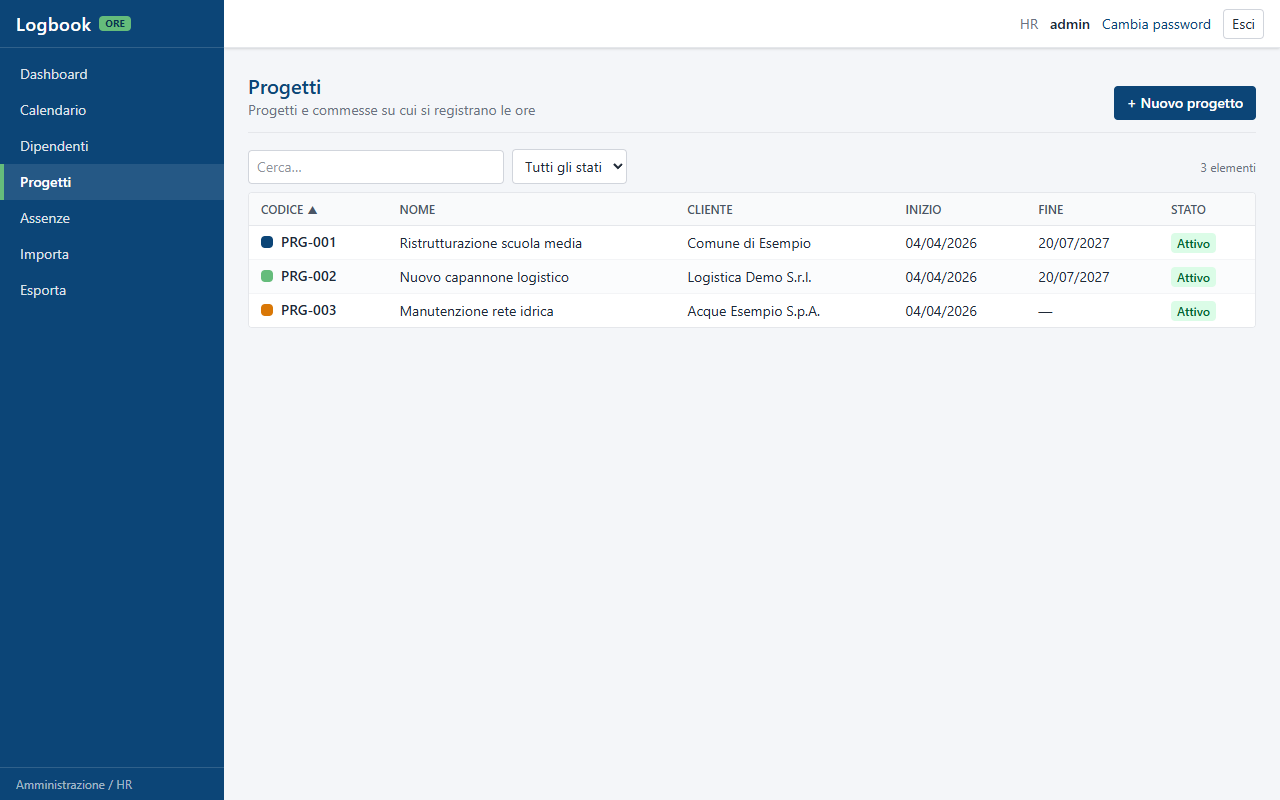 Logbook ORE
HR admin Cambia password Esci
Dashboard
Calendario
Dipendenti
Progetti
Assenze
Importa
Esporta
Amministrazione / HR
Progetti
Progetti e commesse su cui si registrano le ore
+ Nuovo progetto
Cerca... Tutti gli stati 3 elementi
CODICE ▲ NOME CLIENTE INIZIO FINE STATO
PRG-001 Ristrutturazione scuola media Comune di Esempio 04/04/2026 20/07/2027 Attivo
PRG-002 Nuovo capannone logistico Logistica Demo S.r.l. 04/04/2026 20/07/2027 Attivo
PRG-003 Manutenzione rete idrica Acque Esempio S.p.A. 04/04/2026 — Attivo